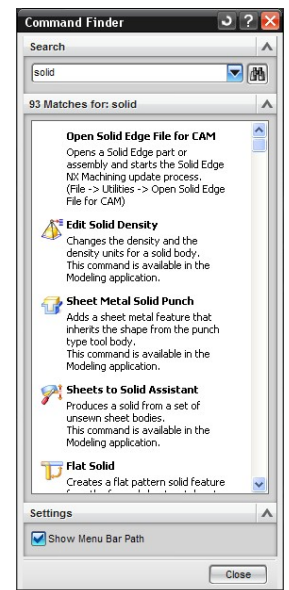 Command Finder
Search
solid
93 Matches for: solid
Open Solid Edge File for CAM
Opens a Solid Edge part or
assembly and starts the Solid Edge
NX Machining update process.
(File -> Utilities -> Open Solid Edge
File for CAM)
Edit Solid Density
Changes the density and the
density units for a solid body.
This command is available in the
Modeling application.
Sheet Metal Solid Punch
Adds a sheet metal feature that
inherits the shape from the punch
type tool body.
This command is available in the
Modeling application.
Sheets to Solid Assistant
Produces a solid from a set of
unsewn sheet bodies.
This command is available in the
Modeling application.
Flat Solid
Creates a flat pattern solid feature
Settings
Show Menu Bar Path
Close